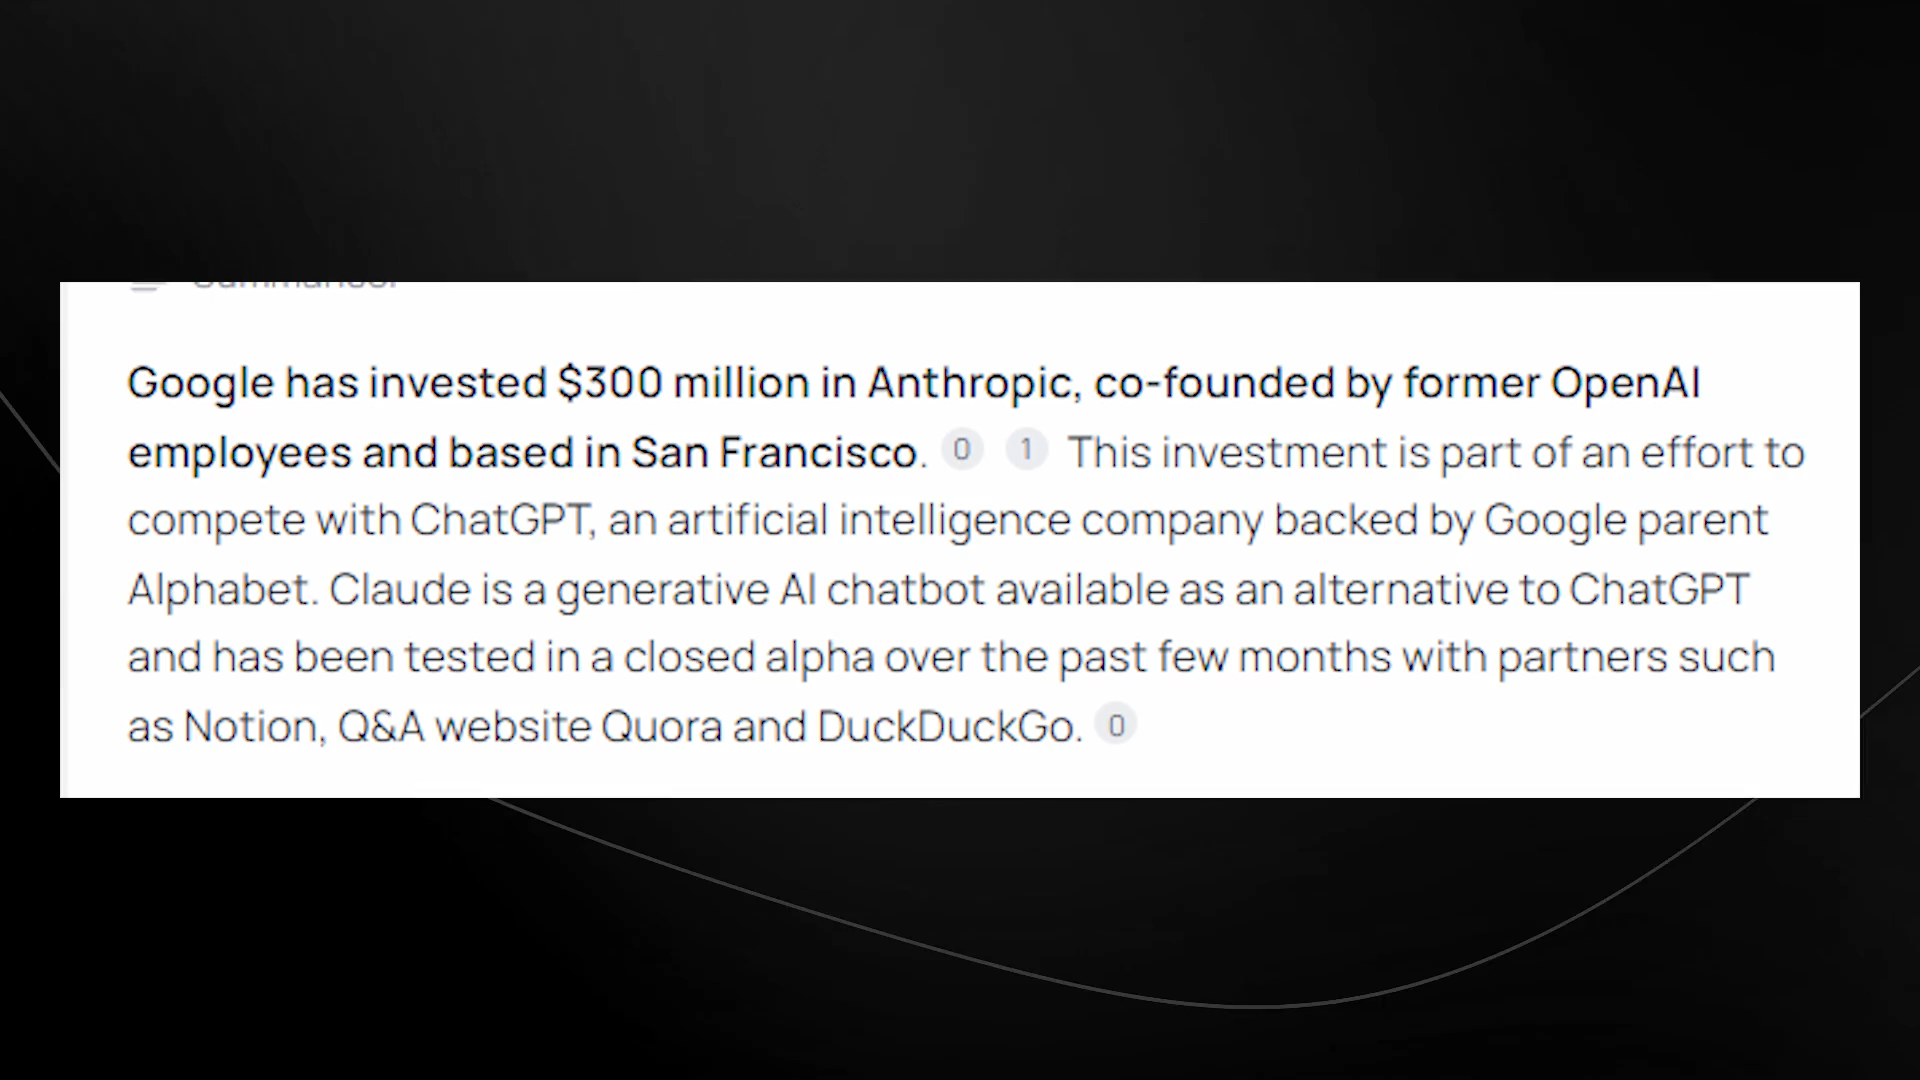 Google has invested $300 million in Anthropic, co-founded by former OpenAI
employees and based in San Francisco. 0 1 This investment is part of an effort to
compete with ChatGPT, an artificial intelligence company backed by Google parent
Alphabet. Claude is a generative AI chatbot available as an alternative to ChatGPT
and has been tested in a closed alpha over the past few months with partners such
as Notion, Q&A website Quora and DuckDuckGo. 0